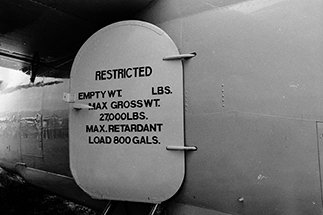 RESTRICTED
EMPTY WT. LBS.
MAX GROSS WT.
27,000 LBS.
MAX. RETARDANT
LOAD 800 GALS.